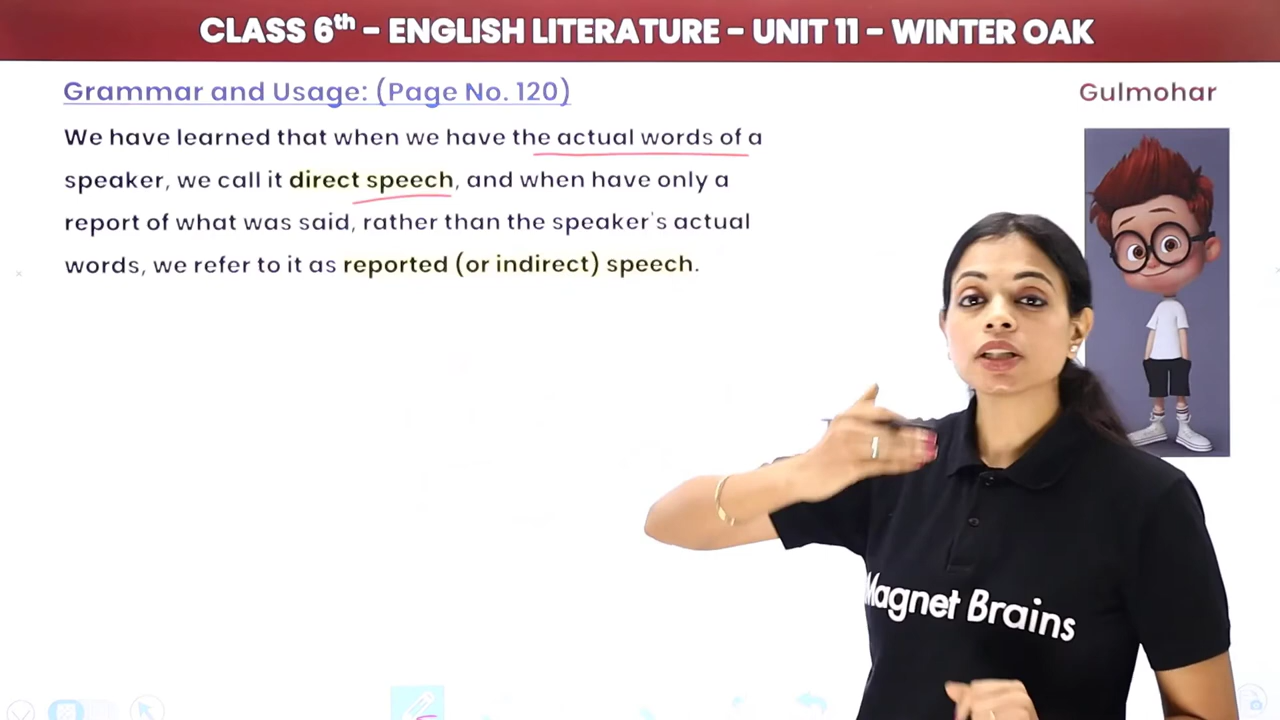 CLASS 6th - ENGLISH LITERATURE - UNIT 11 - WINTER OAK
Grammar and Usage: (Page No. 120)
Gulmohar
We have learned that when we have the actual words of a
speaker, we call it direct speech, and when have only a
report of what was said, rather than the speaker's actual
words, we refer to it as reported (or indirect) speech.
Magnet Brains